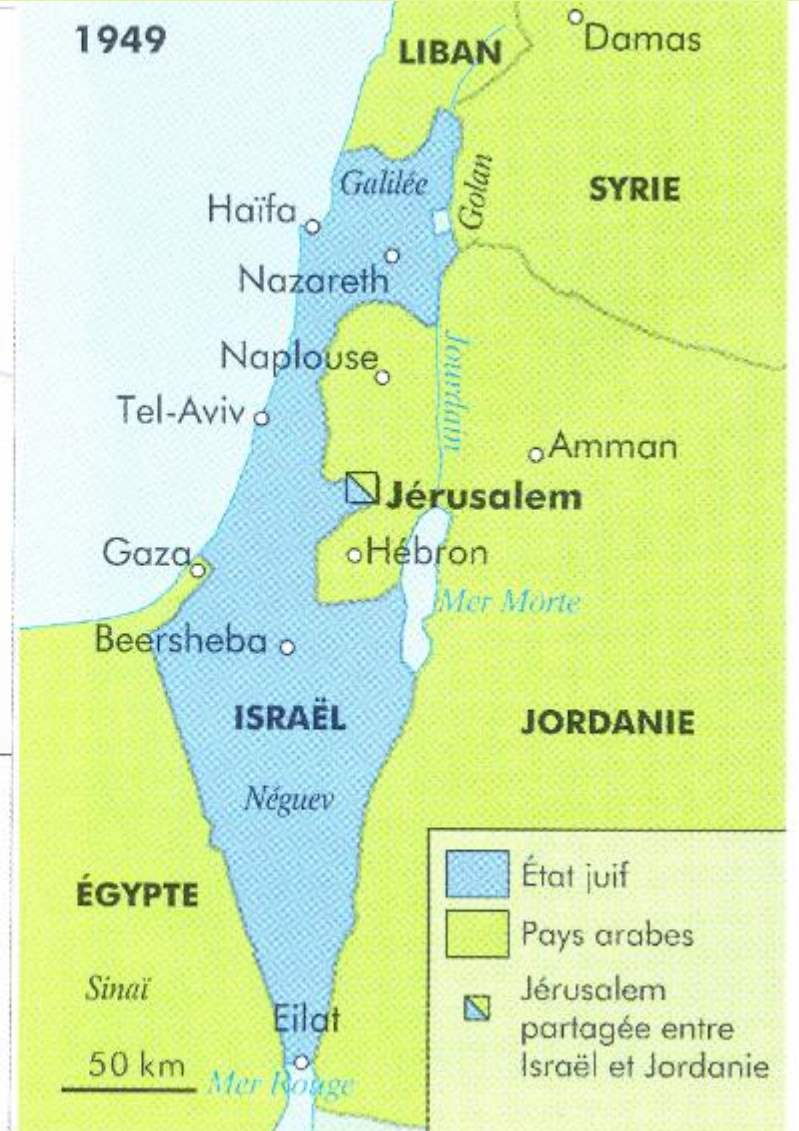 1949
LIBAN
Damas
Galilée
Golan
SYRIE
Haïfa
Nazareth
Naplouse
Jourdain
Tel-Aviv
Amman
Jérusalem
Gaza
Hébron
Mer Morte
Beersheba
ISRAËL
JORDANIE
Néguev
ÉGYPTE
Sinaï
Eilat
50 km
Mer Rouge
État juif
Pays arabes
Jérusalem
partagée entre
Israël et Jordanie